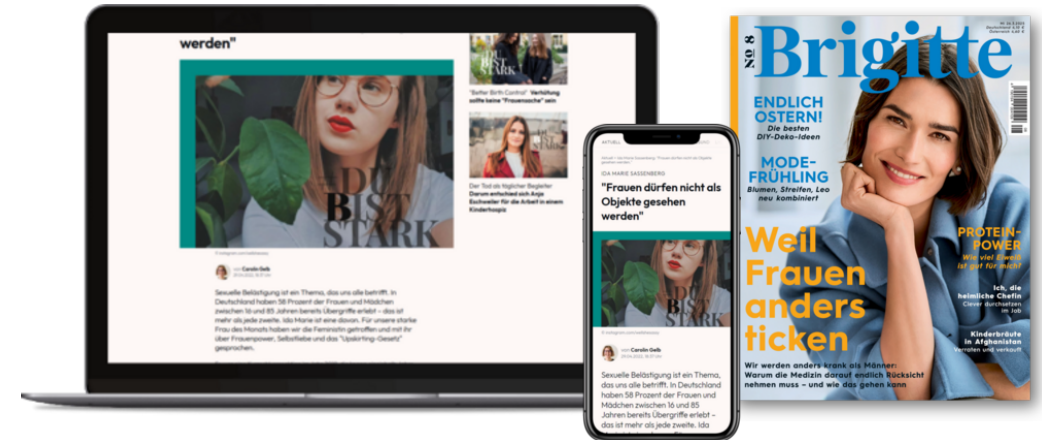 werden"
DU
BIST
STARK
© Instagram.com/
von Carolin Gelb
Sexuelle Belästigung ist ein Thema, das uns alle betrifft. In
Deutschland haben 58 Prozent der Frauen und Mädchen
zwischen 16 und 85 Jahren bereits Übergriffe erlebt – das ist
mehr als jede zweite. Ida Marie ist eine davon. Für unsere starke
Frau des Monats haben wir die Feministin getroffen und mit ihr
über Frauenpower, Selbstliebe und das "Upskirting-Gesetz"
gesprochen.
DU
BIST
STARK
"Better Birth Control" Verhütung
sollte keine "Frauensache" sein
Der Tod als täglicher Begleiter
Darum entschied sich Anja
Eschweiler für die Arbeit in einem
Kinderhospiz
AKTUELL
IDA MARIE SASSENBERG
"Frauen dürfen nicht als
Objekte gesehen
werden"
DU
BIST
STARK
von Carolin Gelb
Sexuelle Belästigung ist ein Thema,
das uns alle betrifft. In Deutschland
haben 58 Prozent der Frauen und
Mädchen zwischen 16 und 85
Jahren bereits Übergriffe erlebt –
das ist mehr als jede zweite. Ida
No 8
Brigitte
ENDLICH
OSTERN!
Die besten
DIY-Deko-Ideen
MODE-
FRÜHLING
Blumen, Streifen, Leo
neu kombiniert
Weil
Frauen
anders
ticken
Wir werden anders krank als Männer:
Warum die Medizin darauf endlich Rücksicht
nehmen muss – und wie das gehen kann
PROTEIN-
POWER
Wie viel Eiweiß
ist gut für mich?
Ich, die
heimliche Chefin
Clever durchsetzen
im Job
Kinderbräute
in Afghanistan
Verraten und verkauft